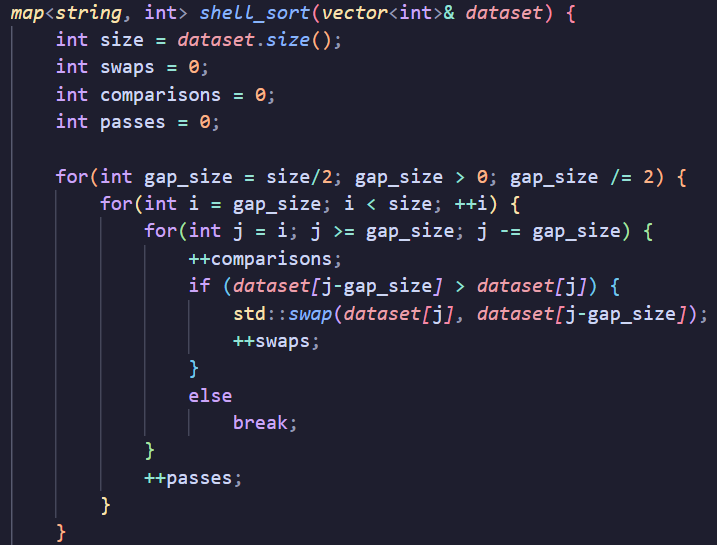 map<string, int> shell_sort(vector<int>& dataset) {
    int size = dataset.size();
    int swaps = 0;
    int comparisons = 0;
    int passes = 0;

    for(int gap_size = size/2; gap_size > 0; gap_size /= 2) {
        for(int i = gap_size; i < size; ++i) {
            for(int j = i; j >= gap_size; j -= gap_size) {
                ++comparisons;
                if (dataset[j-gap_size] > dataset[j]) {
                    std::swap(dataset[j], dataset[j-gap_size]);
                    ++swaps;
                }
                else
                    break;
            }
            ++passes;
        }
    }